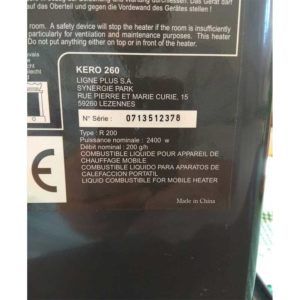 auf das Oberteil und gegen die Vordewand des Gerätes zu stellen!
room. A safety device will stop the heater if the room is insufficiently
particularly for ventilation and maintenance. This heater
Do not put anything either on top or in front of the heater.
KERO 260
LIGNE PLUS S.A.
SYNERGIE PARK
RUE PIERRE ET MARIE CURIE, 15
59260 LEZENNES
N° Série : 0713512378
Type : R 200
Puissance nominale : 2400 w
Débit nominal : 200 g/h
COMBUSTIBLE LIQUIDE POUR APPAREIL DE
CHAUFFAGE MOBILE
COMBUSTIBLE LIQUIDO PARA APARATOS DE
CALEFACCION PORTATIL
LIQUID COMBUSTIBLE FOR MOBILE HEATER
Made in China
CE